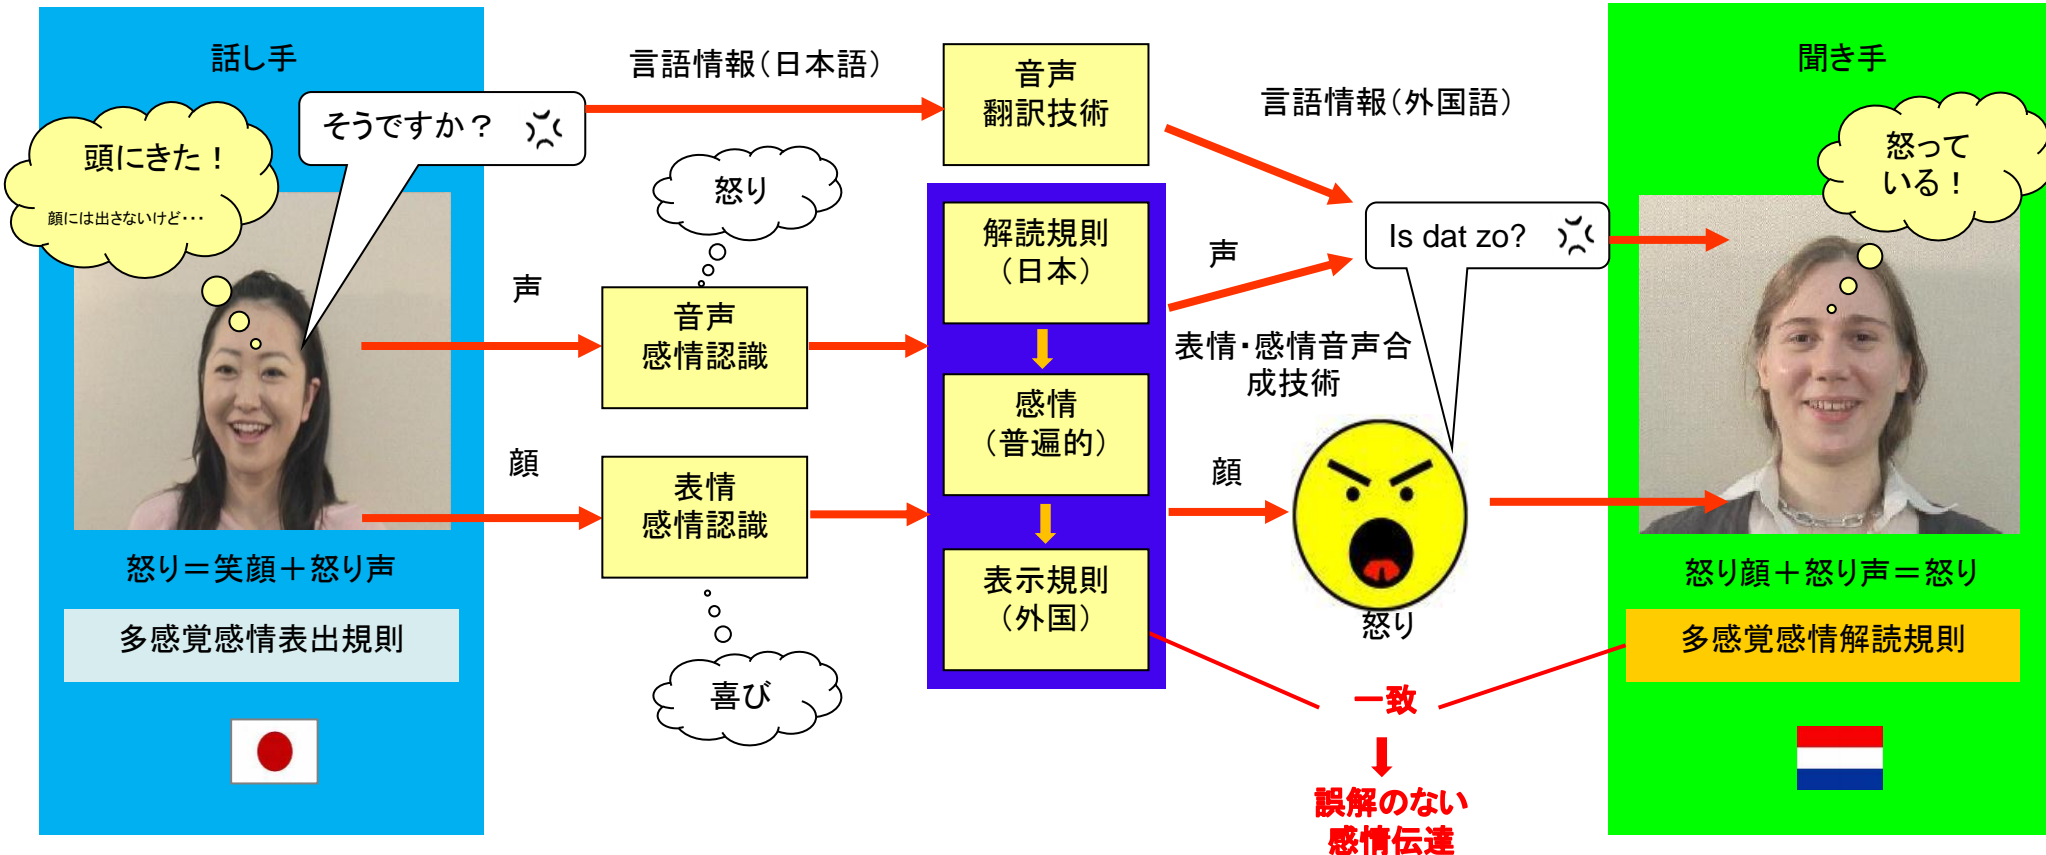 話し手
言語情報（日本語）
音声
翻訳技術
言語情報（外国語）
聞き手
そうですか？
頭にきた！
顔には出さないけど・・・
怒り
怒って
いる！
解読規則
（日本）
声
Is dat zo?
声
音声
感情認識
表情・感情音声合
成技術
感情
（普遍的）
顔
表情
感情認識
顔
怒り＝笑顔＋怒り声
表示規則
（外国）
怒り
怒り顔＋怒り声＝怒り
多感覚感情表出規則
多感覚感情解読規則
喜び
一致
誤解のない
感情伝達